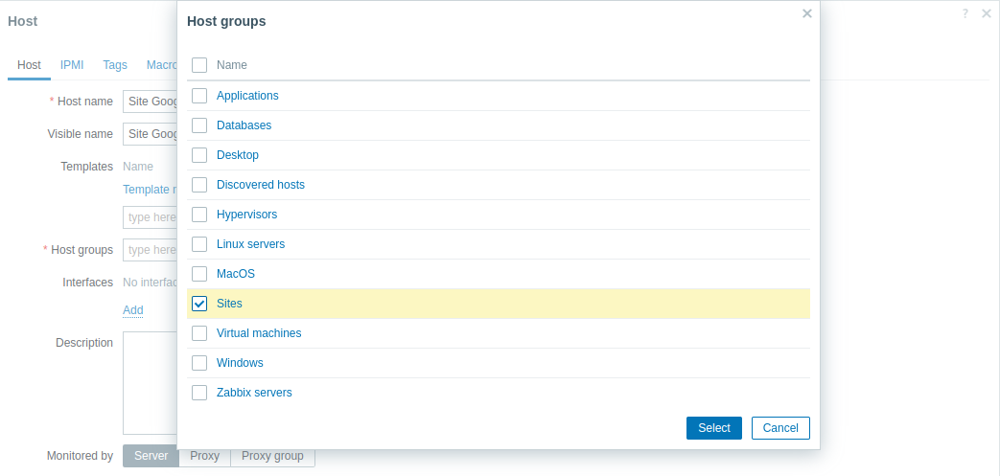 Host
?
Host groups
Host IPMI Tags Macro
Name
* Host name Site Goog
Applications
Visible name Site Goog
Databases
Templates Name
Desktop
Template
Discovered hosts
type here
Hypervisors
* Host groups type here
Linux servers
Interfaces No interfac
MacOS
Add
Sites
Description
Virtual machines
Windows
Zabbix servers
Select Cancel
Monitored by Server Proxy Proxy group